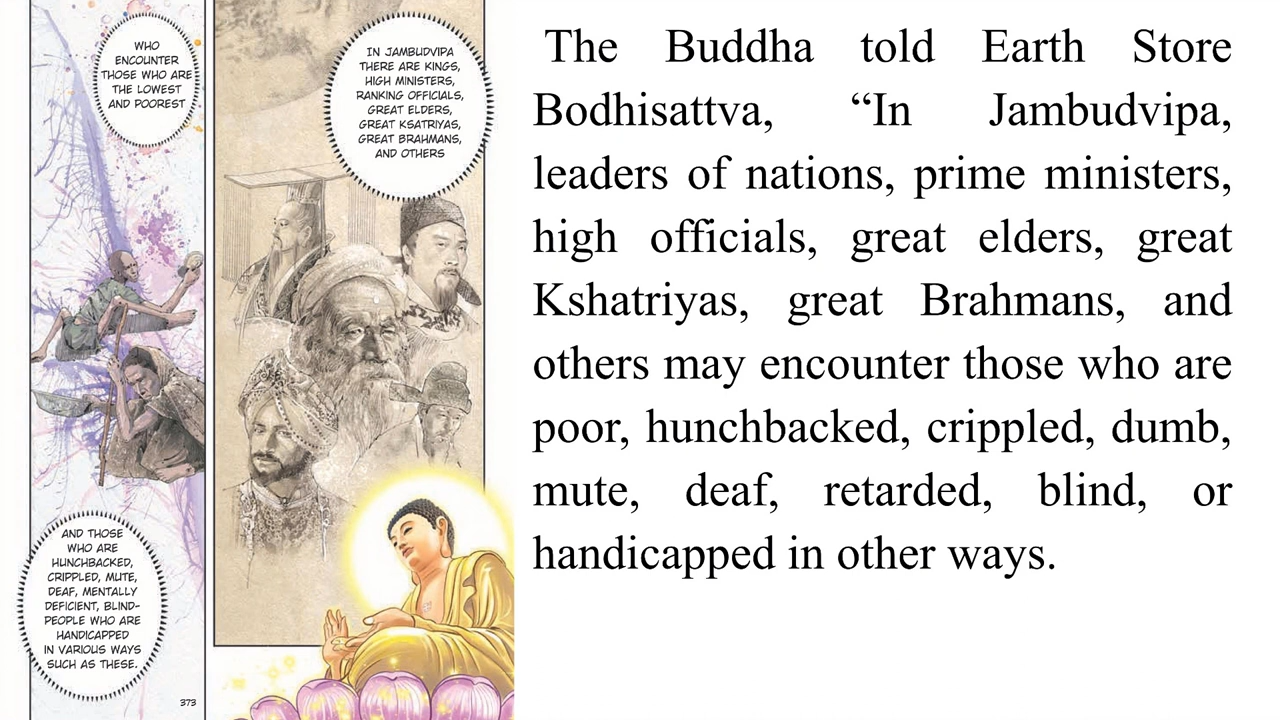 WHO
ENCOUNTER
THOSE WHO ARE
THE LOWEST
AND POOREST
IN JAMBUDVIPA
THERE ARE KINGS,
HIGH MINISTERS,
RANKING OFFICIALS,
GREAT ELDERS,
GREAT KSATRIYAS,
GREAT BRAHMANS,
AND OTHERS
AND THOSE
WHO ARE
HUNCHBACKED,
CRIPPLED, MUTE,
DEAF, MENTALLY
DEFICIENT, BLIND-
PEOPLE WHO ARE
HANDICAPPED
IN VARIOUS WAYS
SUCH AS THESE.
373
The Buddha told Earth Store
Bodhisattva, “In Jambudvipa,
leaders of nations, prime ministers,
high officials, great elders, great
Kshatriyas, great Brahmans, and
others may encounter those who are
poor, hunchbacked, crippled, dumb,
mute, deaf, retarded, blind, or
handicapped in other ways.